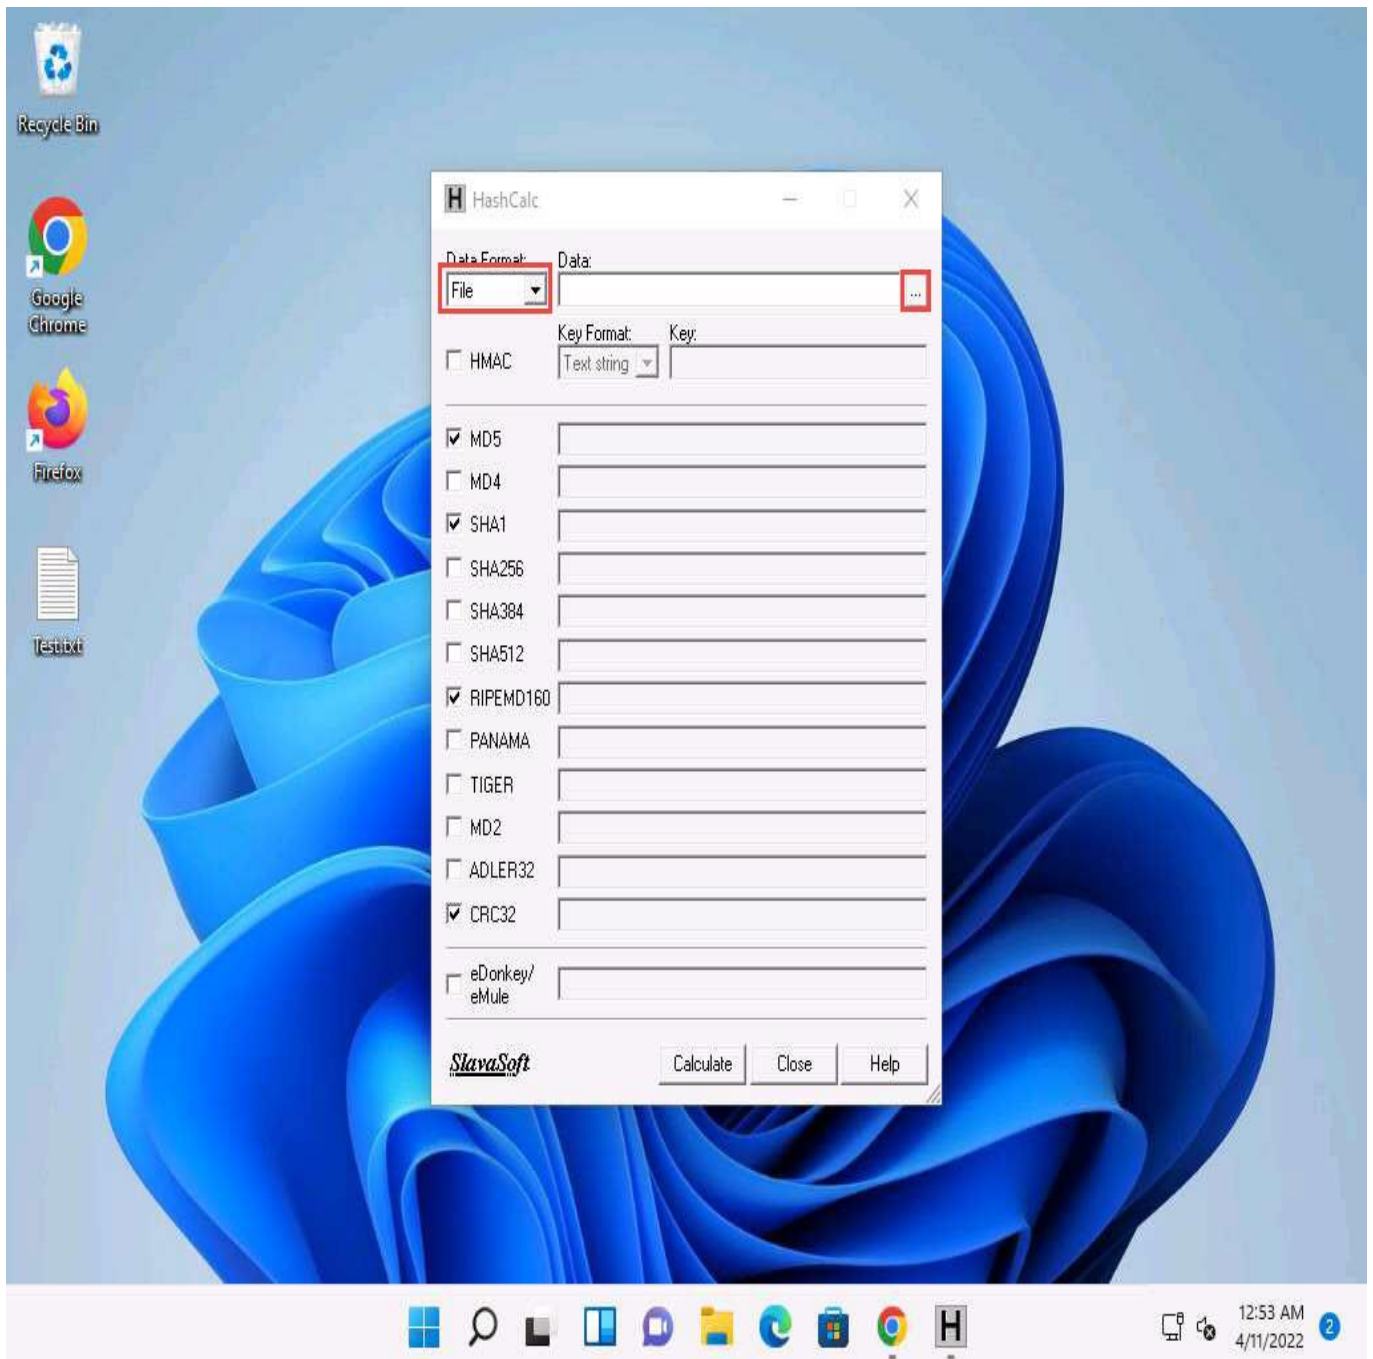 Recycle Bin
Google
Chrome
Firefox
Test.txt
H HashCalc
Data Format:
Data:
File
...
Key Format:
Key:
HMAC
Text string
MD5
MD4
SHA1
SHA256
SHA384
SHA512
RIPEMD160
PANAMA
TIGER
MD2
ADLER32
CRC32
eDonkey/
eMule
SlavaSoft
Calculate
Close
Help
H
12:53 AM
4/11/2022
2